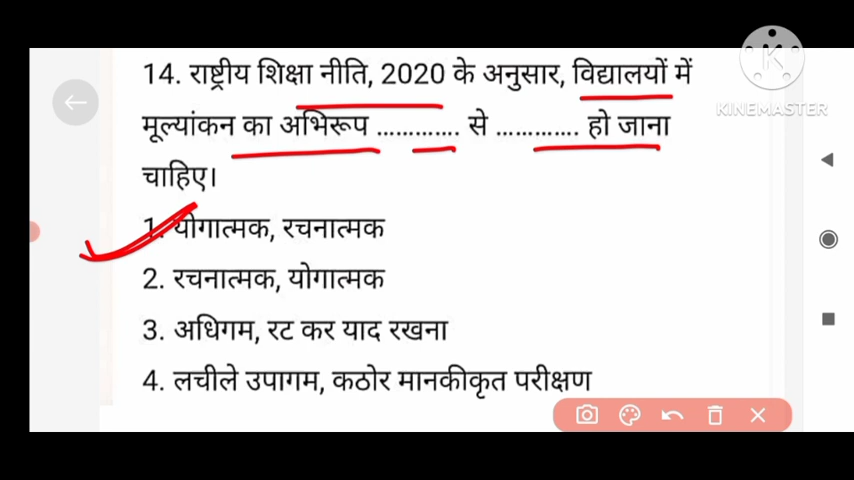 14. राष्ट्रीय शिक्षा नीति, 2020 के अनुसार, विद्यालयों में
मूल्यांकन का अभिरूप .............. से .............. हो जाना
चाहिए।
1. योगात्मक, रचनात्मक
2. रचनात्मक, योगात्मक
3. अधिगम, रट कर याद रखना
4. लचीले उपागम, कठोर मानकीकृत परीक्षण
K
KINEMASTER